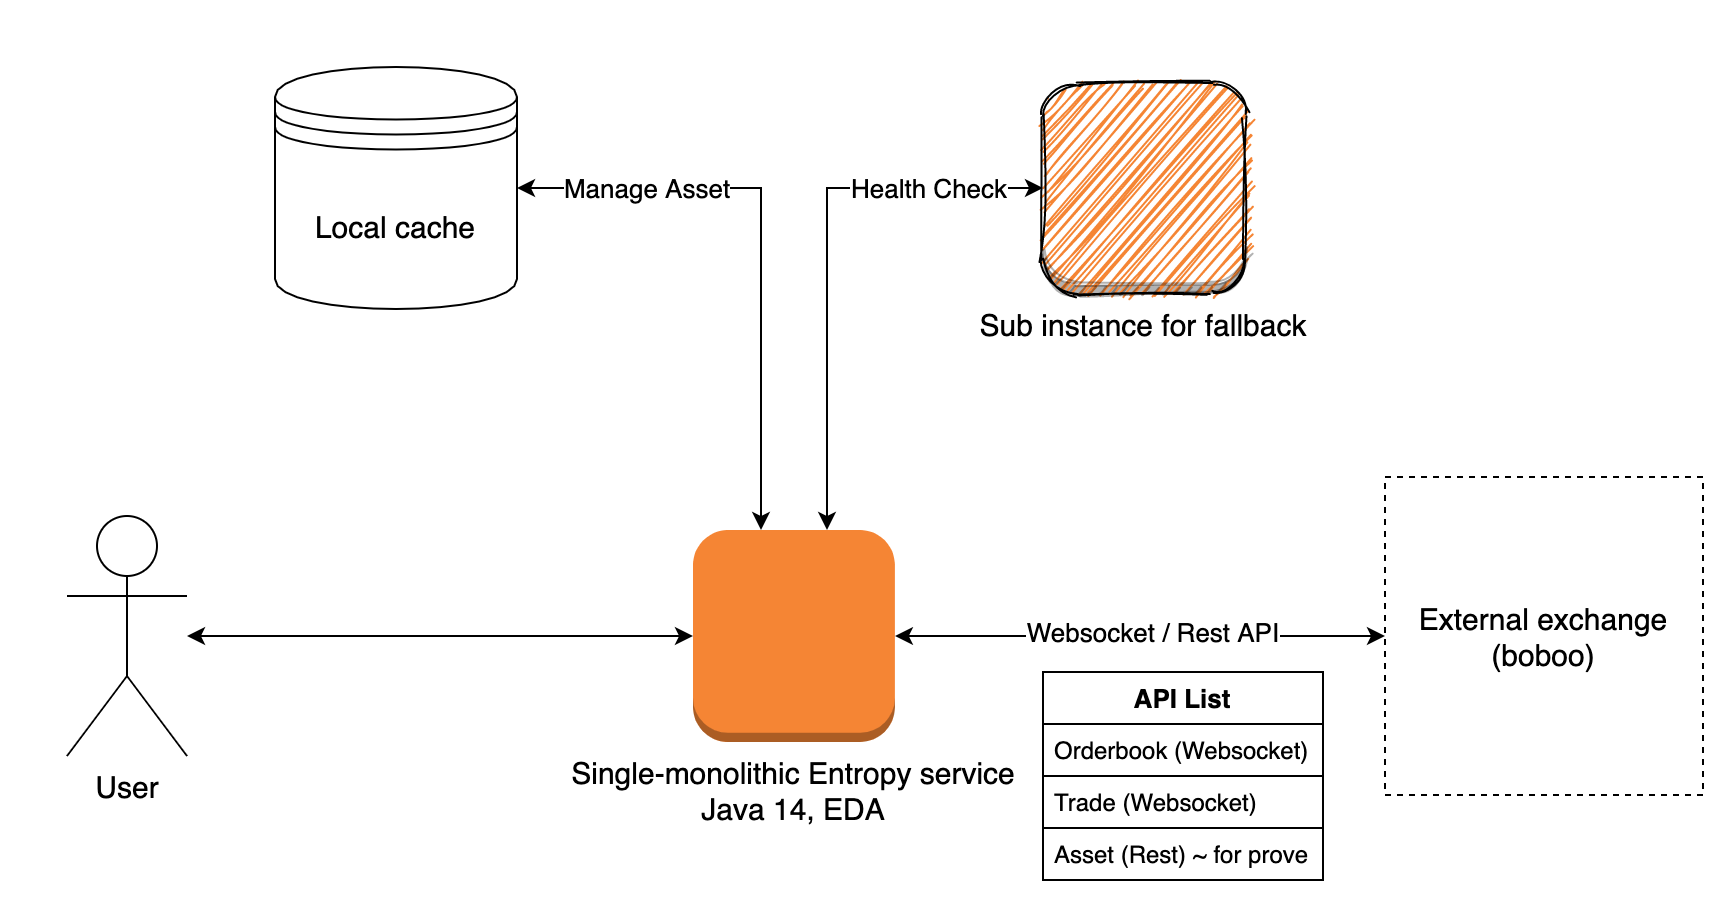 Local cache
Manage Asset
Health Check
Sub instance for fallback
User
Single-monolithic Entropy service
Java 14, EDA
Websocket / Rest API
API List
Orderbook (Websocket)
Trade (Websocket)
Asset (Rest) ~ for prove
External exchange
(boboo)